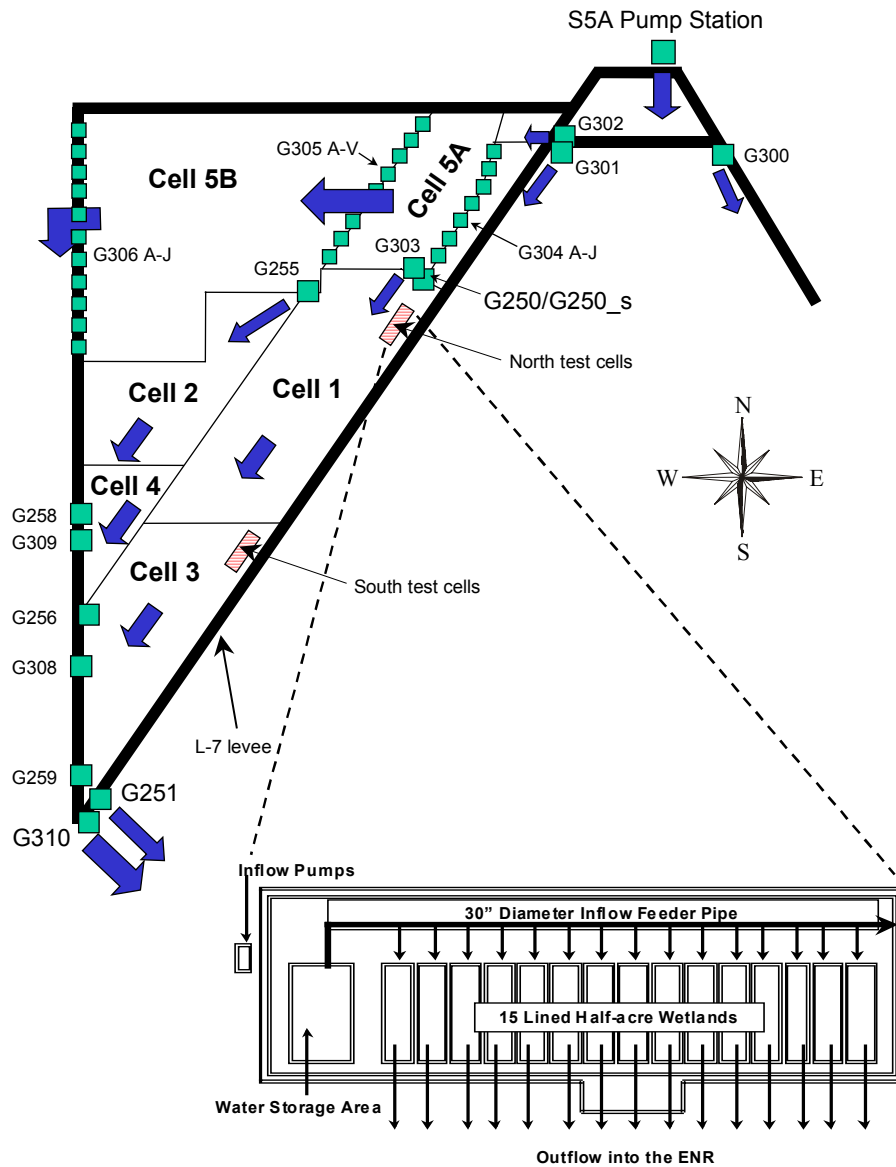 S5A Pump Station
G302
G301
G300
G305 A-V
Cell 5A
Cell 5B
G304 A-J
G303
G306 A-J
G255
G250/G250_s
North test cells
Cell 1
Cell 2
N
W
E
S
Cell 4
G258
G309
Cell 3
South test cells
G256
G308
L-7 levee
G259
G251
G310
Inflow Pumps
30” Diameter Inflow Feeder Pipe
15 Lined Half-acre Wetlands
Water Storage Area
Outflow into the ENR